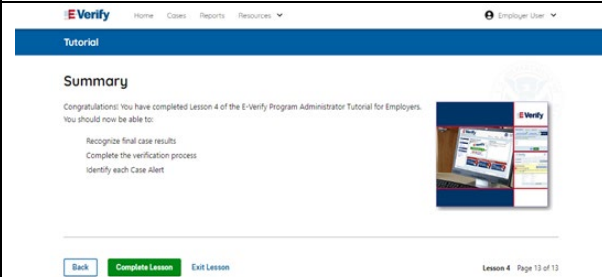 E-Verify
Home Cases Reports Resources Employer User
Tutorial
Summary
Congratulations! You have completed Lesson 4 of the E-Verify Program Administrator Tutorial for Employers.
You should now be able to:
Recognize final case results
Complete the verification process
Identify each Case Alert
E-Verify
Back Complete Lesson Exit Lesson Lesson 4 Page 13 of 13